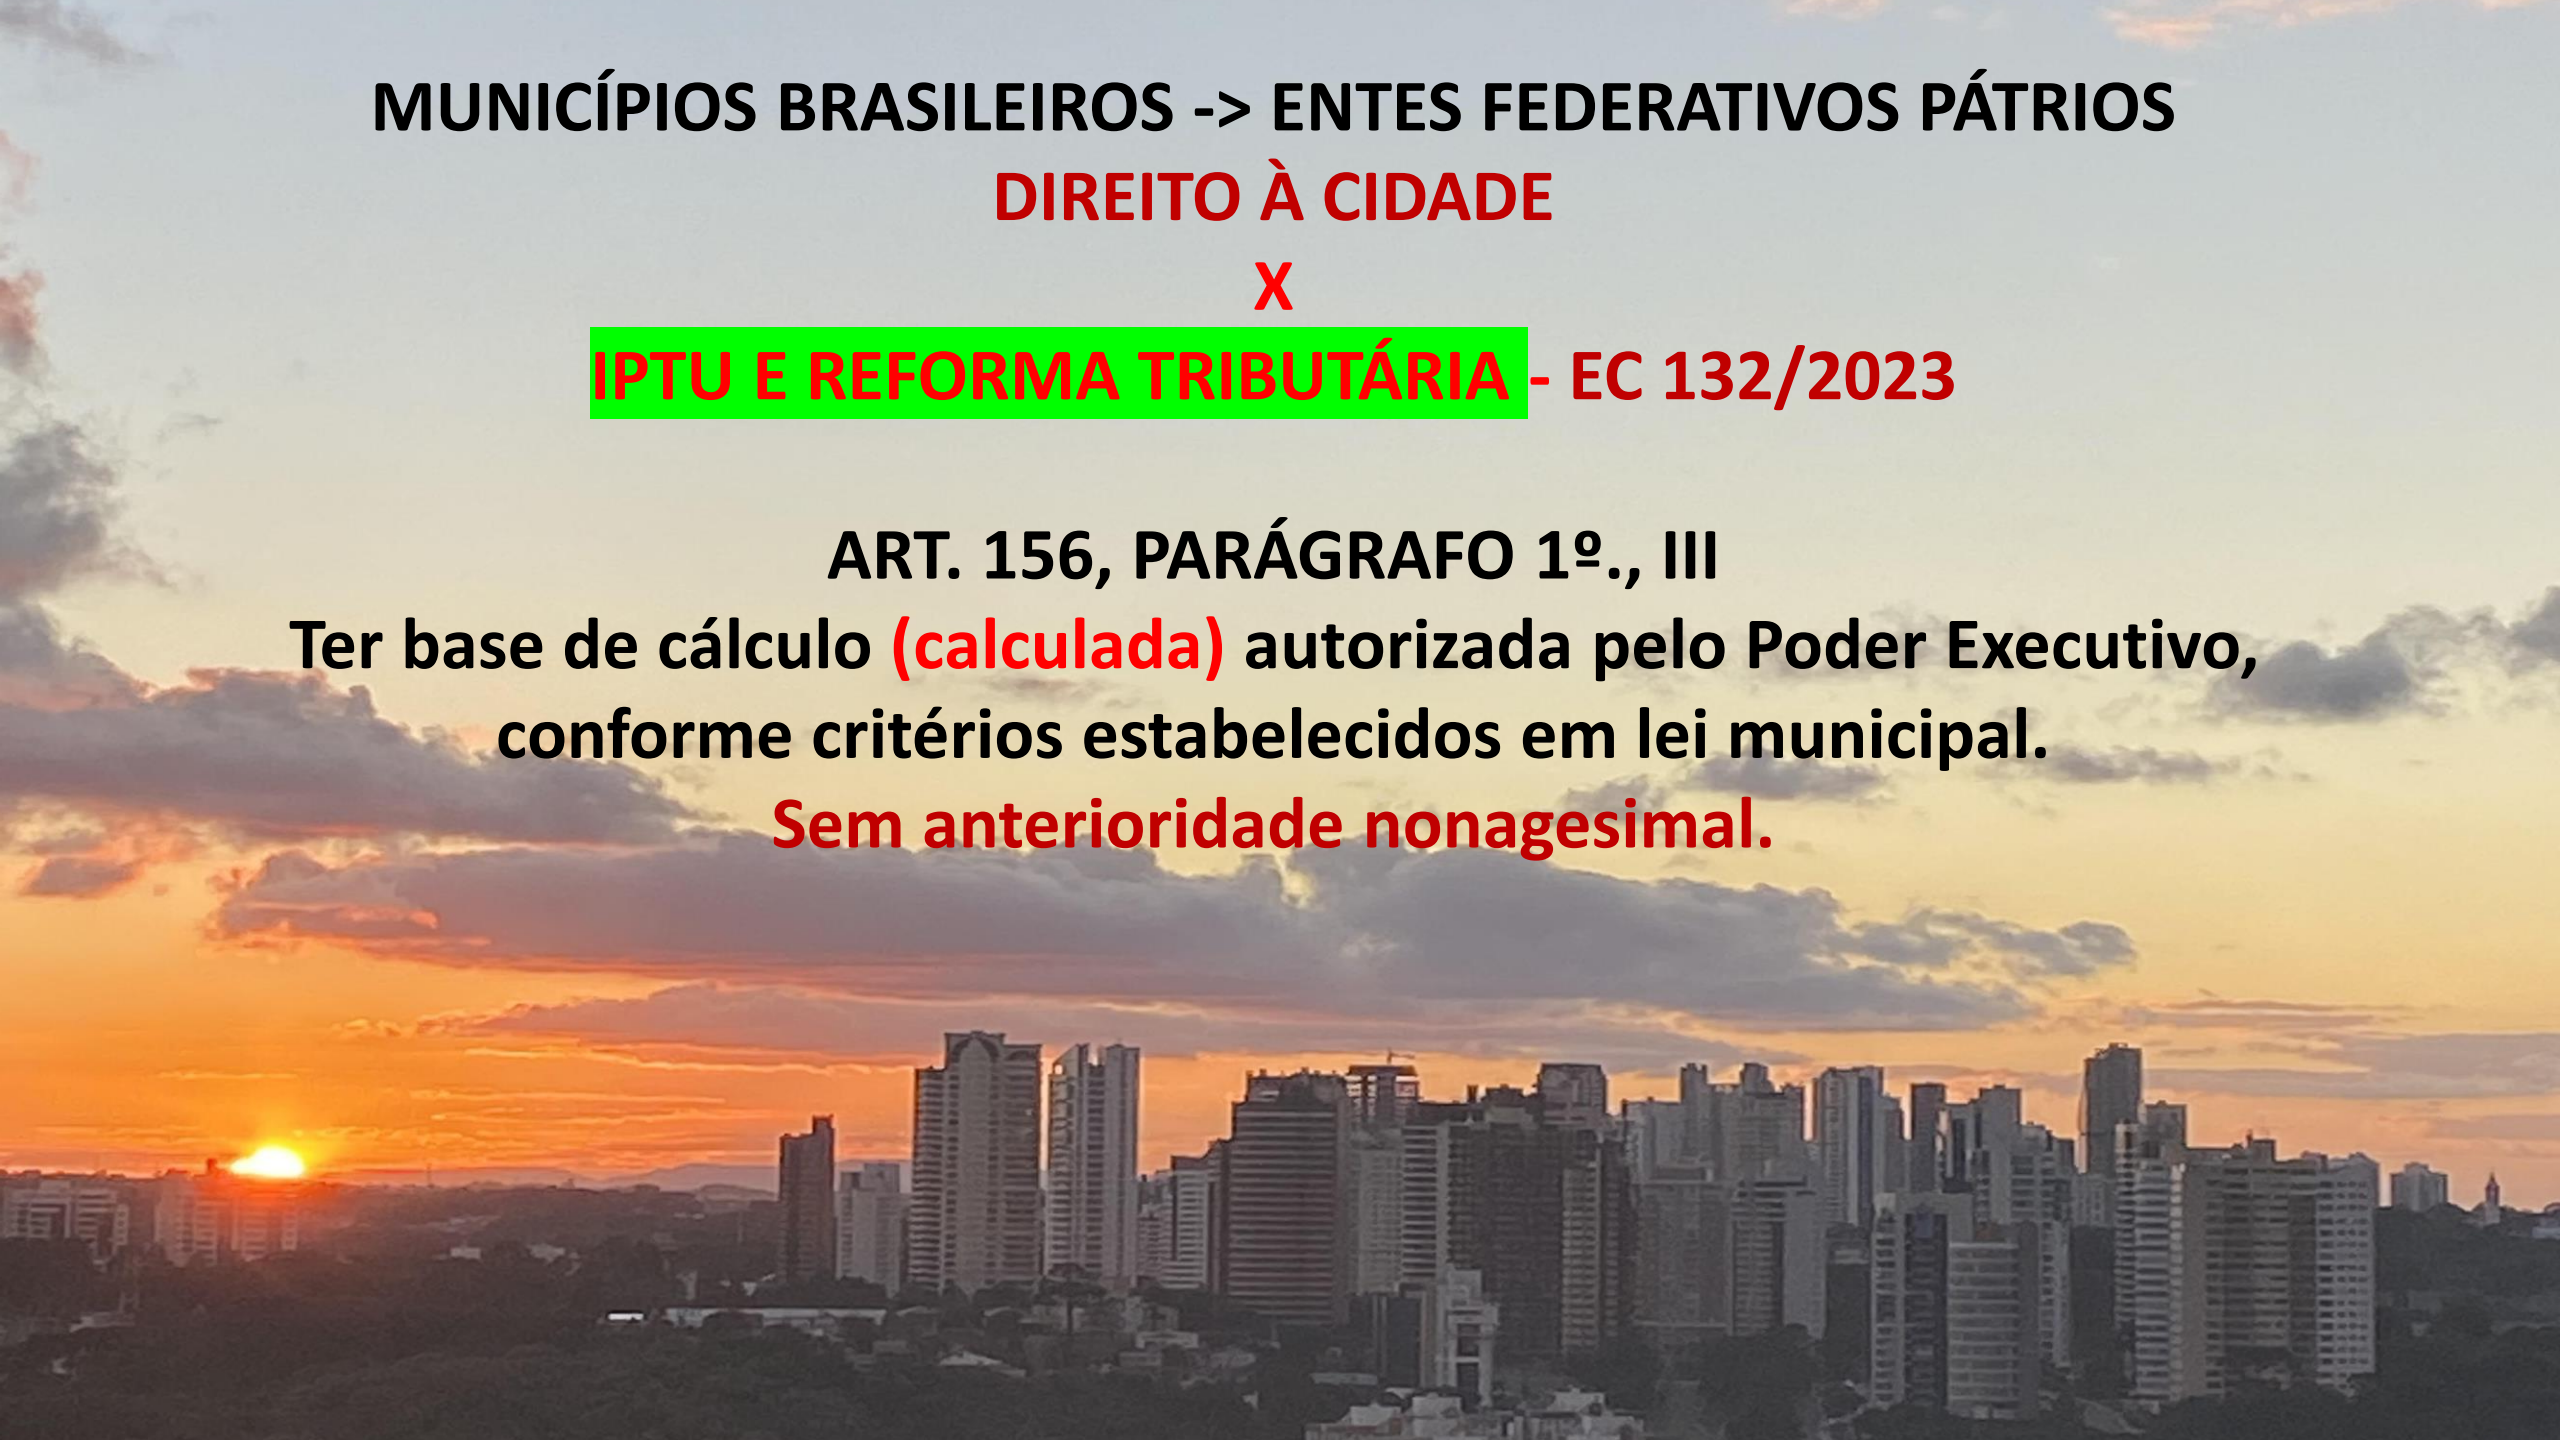 MUNICÍPIOS BRASILEIROS -> ENTES FEDERATIVOS PÁTRIOS
DIREITO À CIDADE
X
IPTU E REFORMA TRIBUTÁRIA - EC 132/2023
ART. 156, PARÁGRAFO 1º., III
Ter base de cálculo (calculada) autorizada pelo Poder Executivo,
conforme critérios estabelecidos em lei municipal.
Sem anterioridade nonagesimal.